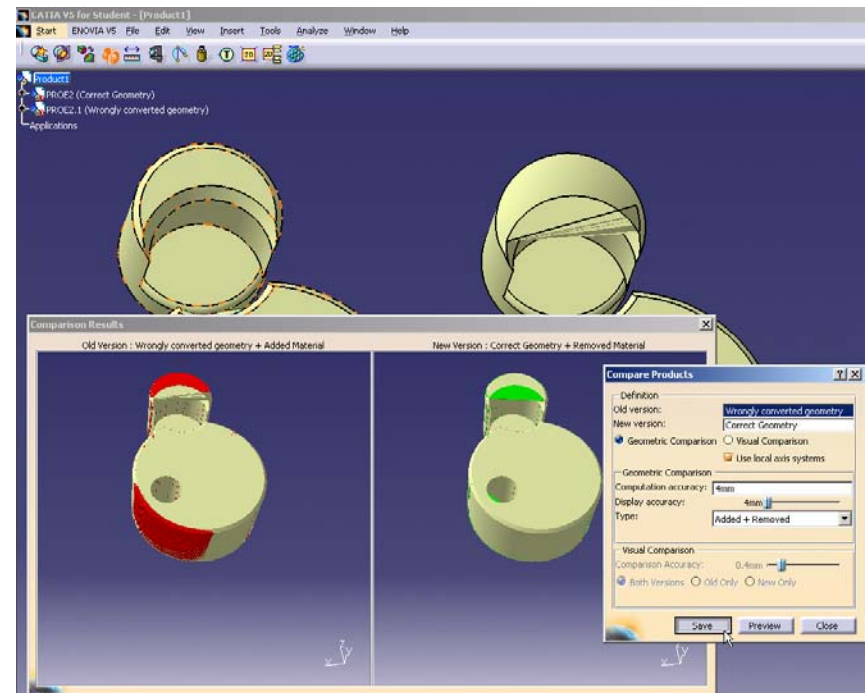 CATIA V5 for Student - [Product1]
Start ENOVIA V5 File Edit View Insert Tools Analyze Window Help
Product1
PROE2 (Correct Geometry)
PROE2.1 (Wrongly converted geometry)
Applications
Comparison Results
Old Version : Wrongly converted geometry + Added Material
New Version : Correct Geometry + Removed Material
Compare Products
Definition
Old version: Wrongly converted geometry
New version: Correct Geometry
Geometric Comparison Visual Comparison
Use local axis systems
Geometric Comparison
Computation accuracy: 4mm
Display accuracy: 4mm
Type: Added + Removed
Visual Comparison
Comparison Accuracy: 0.4mm
Both Versions Old Only New Only
Save Preview Close
z
x y
z
x y